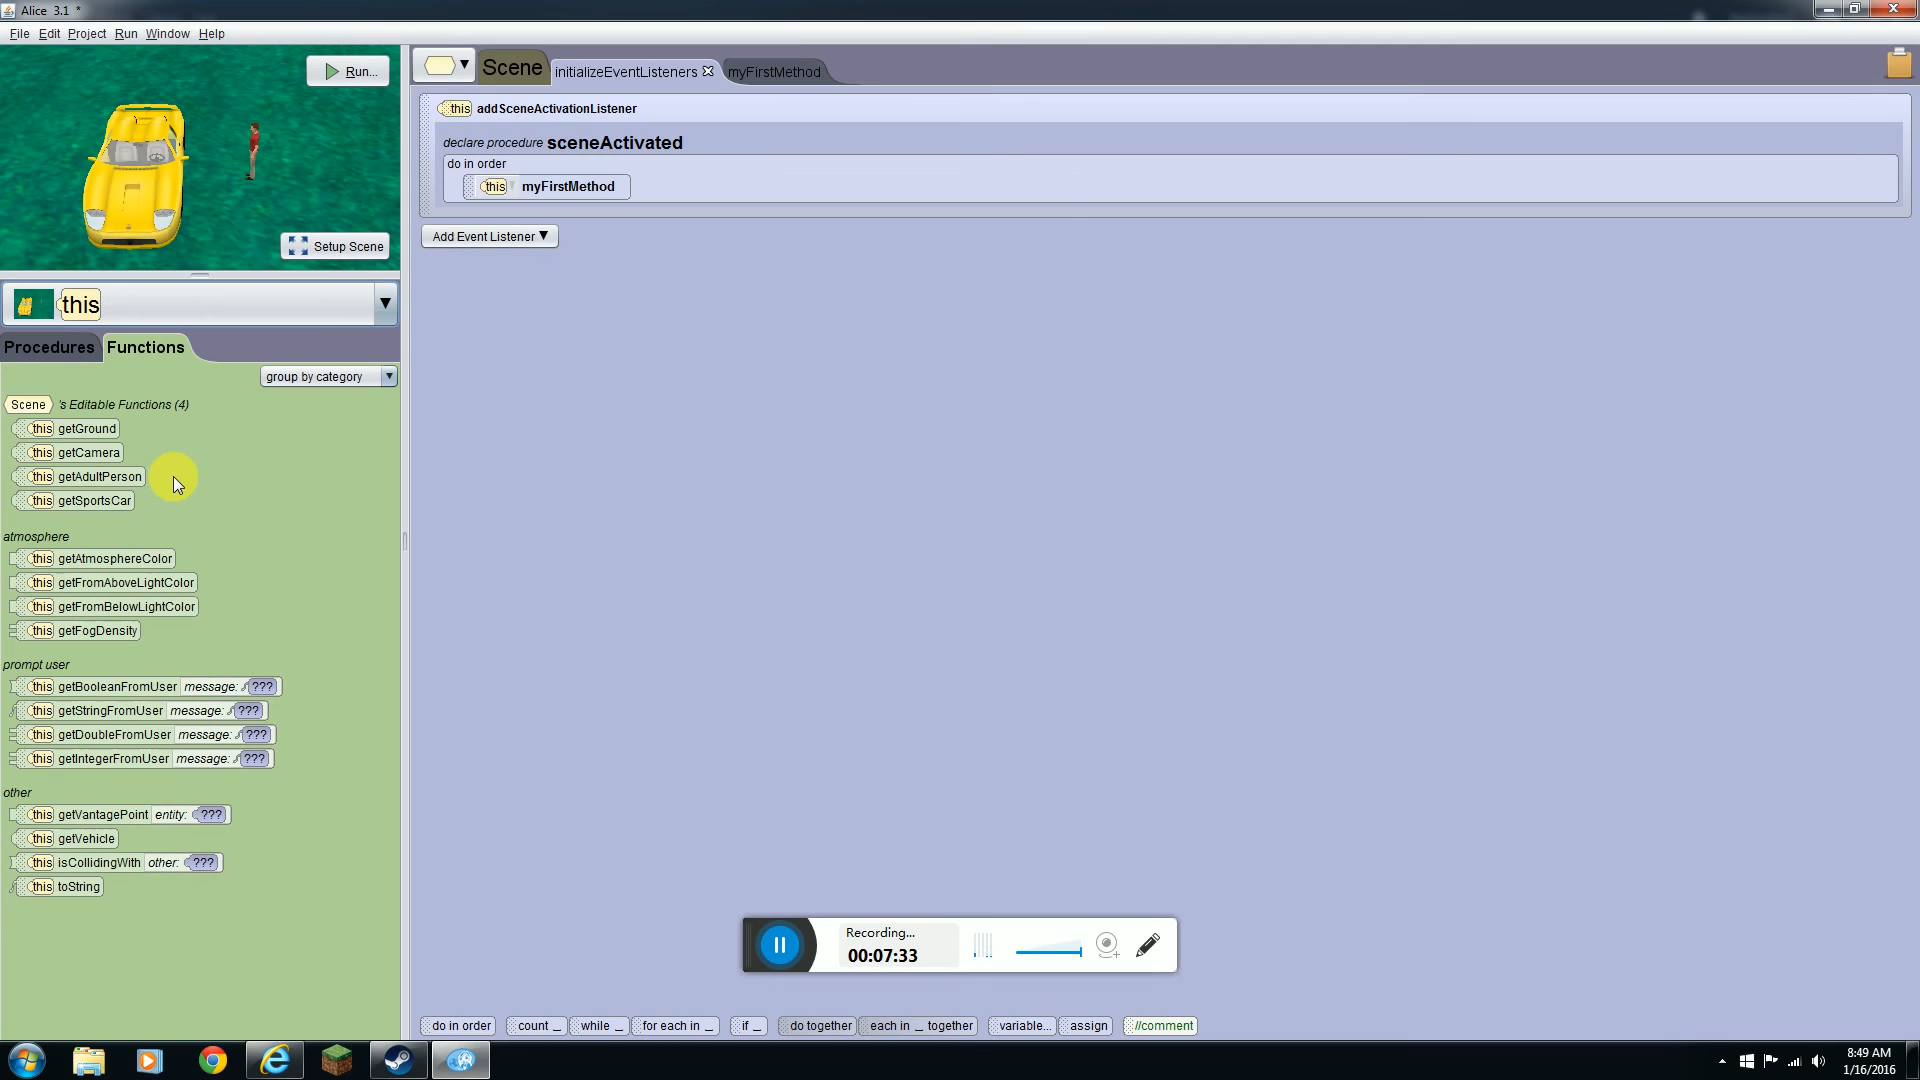 Alice 3.1 *
File Edit Project Run Window Help
Run...
Setup Scene
this
Procedures Functions
group by category
Scene 's Editable Functions (4)
this getGround
this getCamera
this getAdultPerson
this getSportsCar
atmosphere
this getAtmosphereColor
this getFromAboveLightColor
this getFromBelowLightColor
this getFogDensity
prompt user
this getBooleanFromUser message: ???
this getStringFromUser message: ???
this getDoubleFromUser message: ???
this getIntegerFromUser message: ???
other
this getVantagePoint entity: ???
this getVehicle
this isCollidingWith other: ???
this toString
Scene initializeEventListeners myFirstMethod
this addSceneActivationListener
declare procedure sceneActivated
do in order
this myFirstMethod
Add Event Listener
Recording...
00:07:33
do in order count _ while _ for each in _ if _ do together each in _ together variable... assign //comment
8:49 AM
1/16/2016